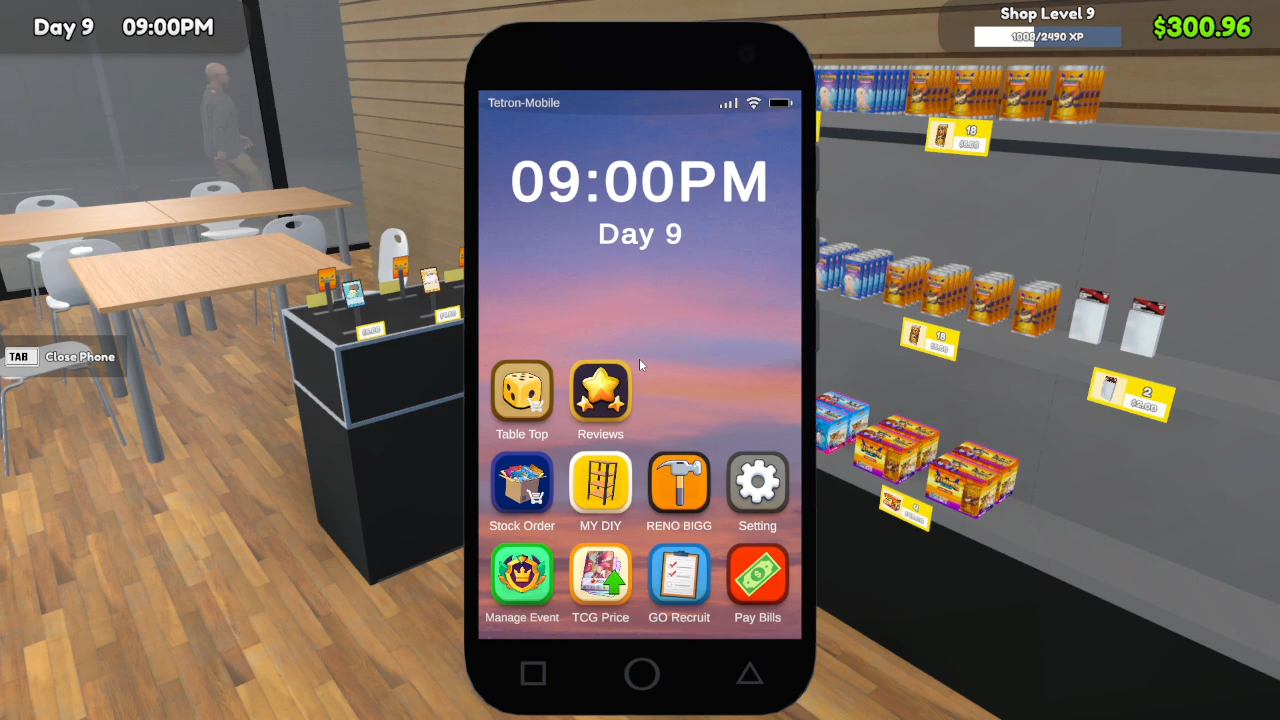 Day 9 09:00PM
Shop Level 9
1008/2490 XP
$300.96
Tetron-Mobile
09:00PM
Day 9
TAB Close Phone
Table Top
Reviews
Stock Order
MY DIY
RENO BIGG
Setting
Manage Event
TCG Price
GO Recruit
Pay Bills
18
18
2
$2.00